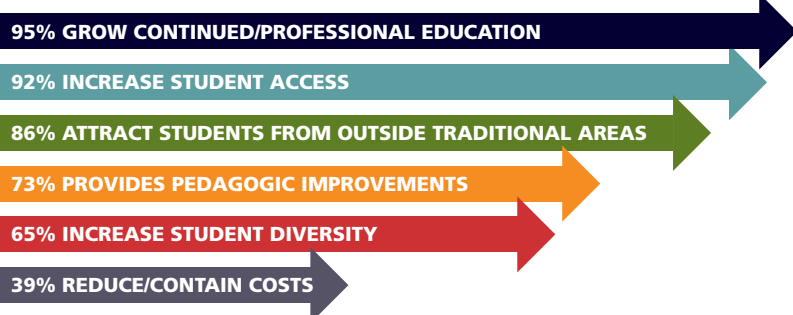 95% GROW CONTINUED/PROFESSIONAL EDUCATION
92% INCREASE STUDENT ACCESS
86% ATTRACT STUDENTS FROM OUTSIDE TRADITIONAL AREAS
73% PROVIDES PEDAGOGIC IMPROVEMENTS
65% INCREASE STUDENT DIVERSITY
39% REDUCE/CONTAIN COSTS